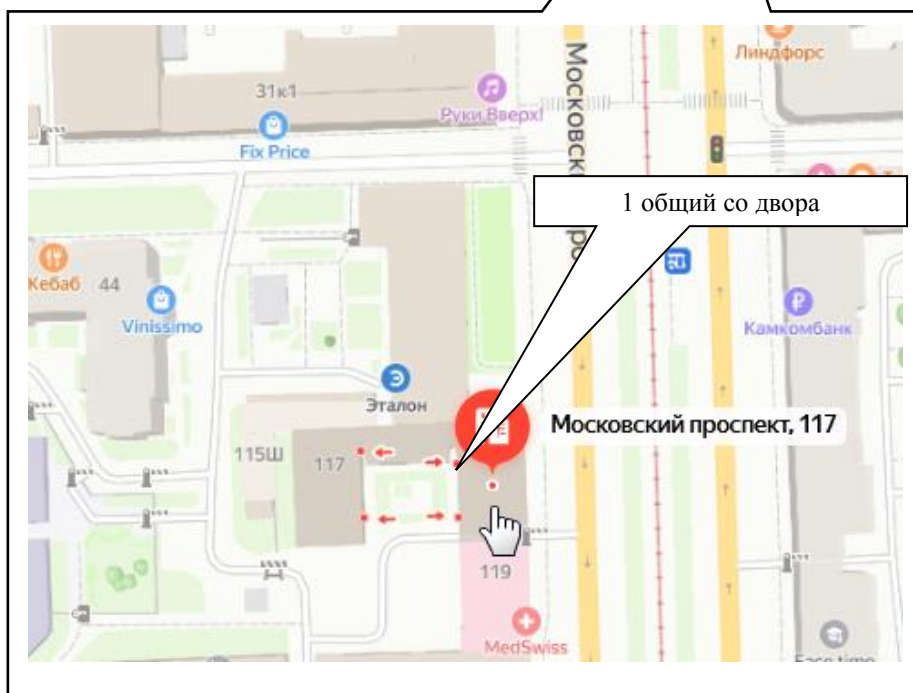 31к1
Руки Вверх!
Fix Price
Московск
ро
Линдфорс
1 общий со двора
Кебаб
44
Vinissimo
Камкомбанк
Эталон
Московский проспект, 117
115Ш
117
119
MedSwiss
Face time